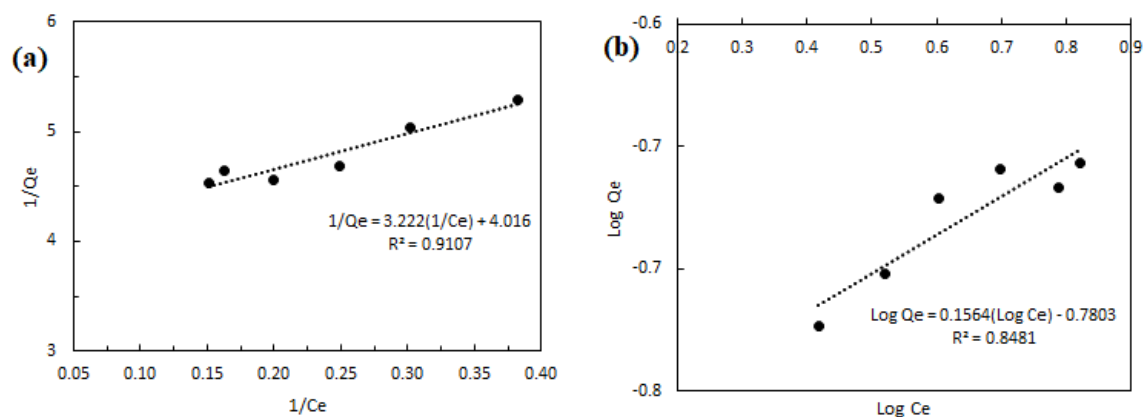 (a)
6
5
4
3
1/Qe
0.05 0.10 0.15 0.20 0.25 0.30 0.35 0.40
1/Ce
1/Qe = 3.222(1/Ce) + 4.016
R² = 0.9107
(b)
-0.6
-0.7
-0.7
-0.8
Log Qe
0.2 0.3 0.4 0.5 0.6 0.7 0.8 0.9
Log Qe = 0.1564(Log Ce) - 0.7803
R² = 0.8481
Log Ce